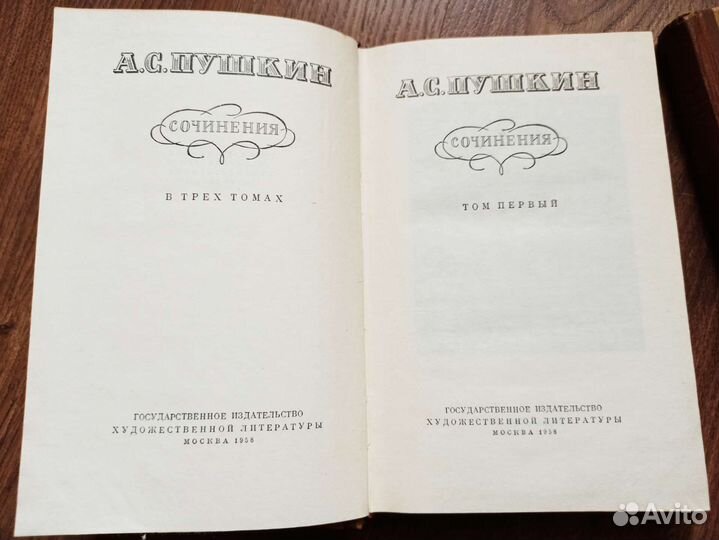 А.С.ПУШКИН
СОЧИНЕНИЯ
В ТРЕХ ТОМАХ
ГОСУДАРСТВЕННОЕ ИЗДАТЕЛЬСТВО
ХУДОЖЕСТВЕННОЙ ЛИТЕРАТУРЫ
МОСКВА 1958
А.С.ПУШКИН
СОЧИНЕНИЯ
ТОМ ПЕРВЫЙ
ГОСУДАРСТВЕННОЕ ИЗДАТЕЛЬСТВО
ХУДОЖЕСТВЕННОЙ ЛИТЕРАТУРЫ
МОСКВА 1958
Avito